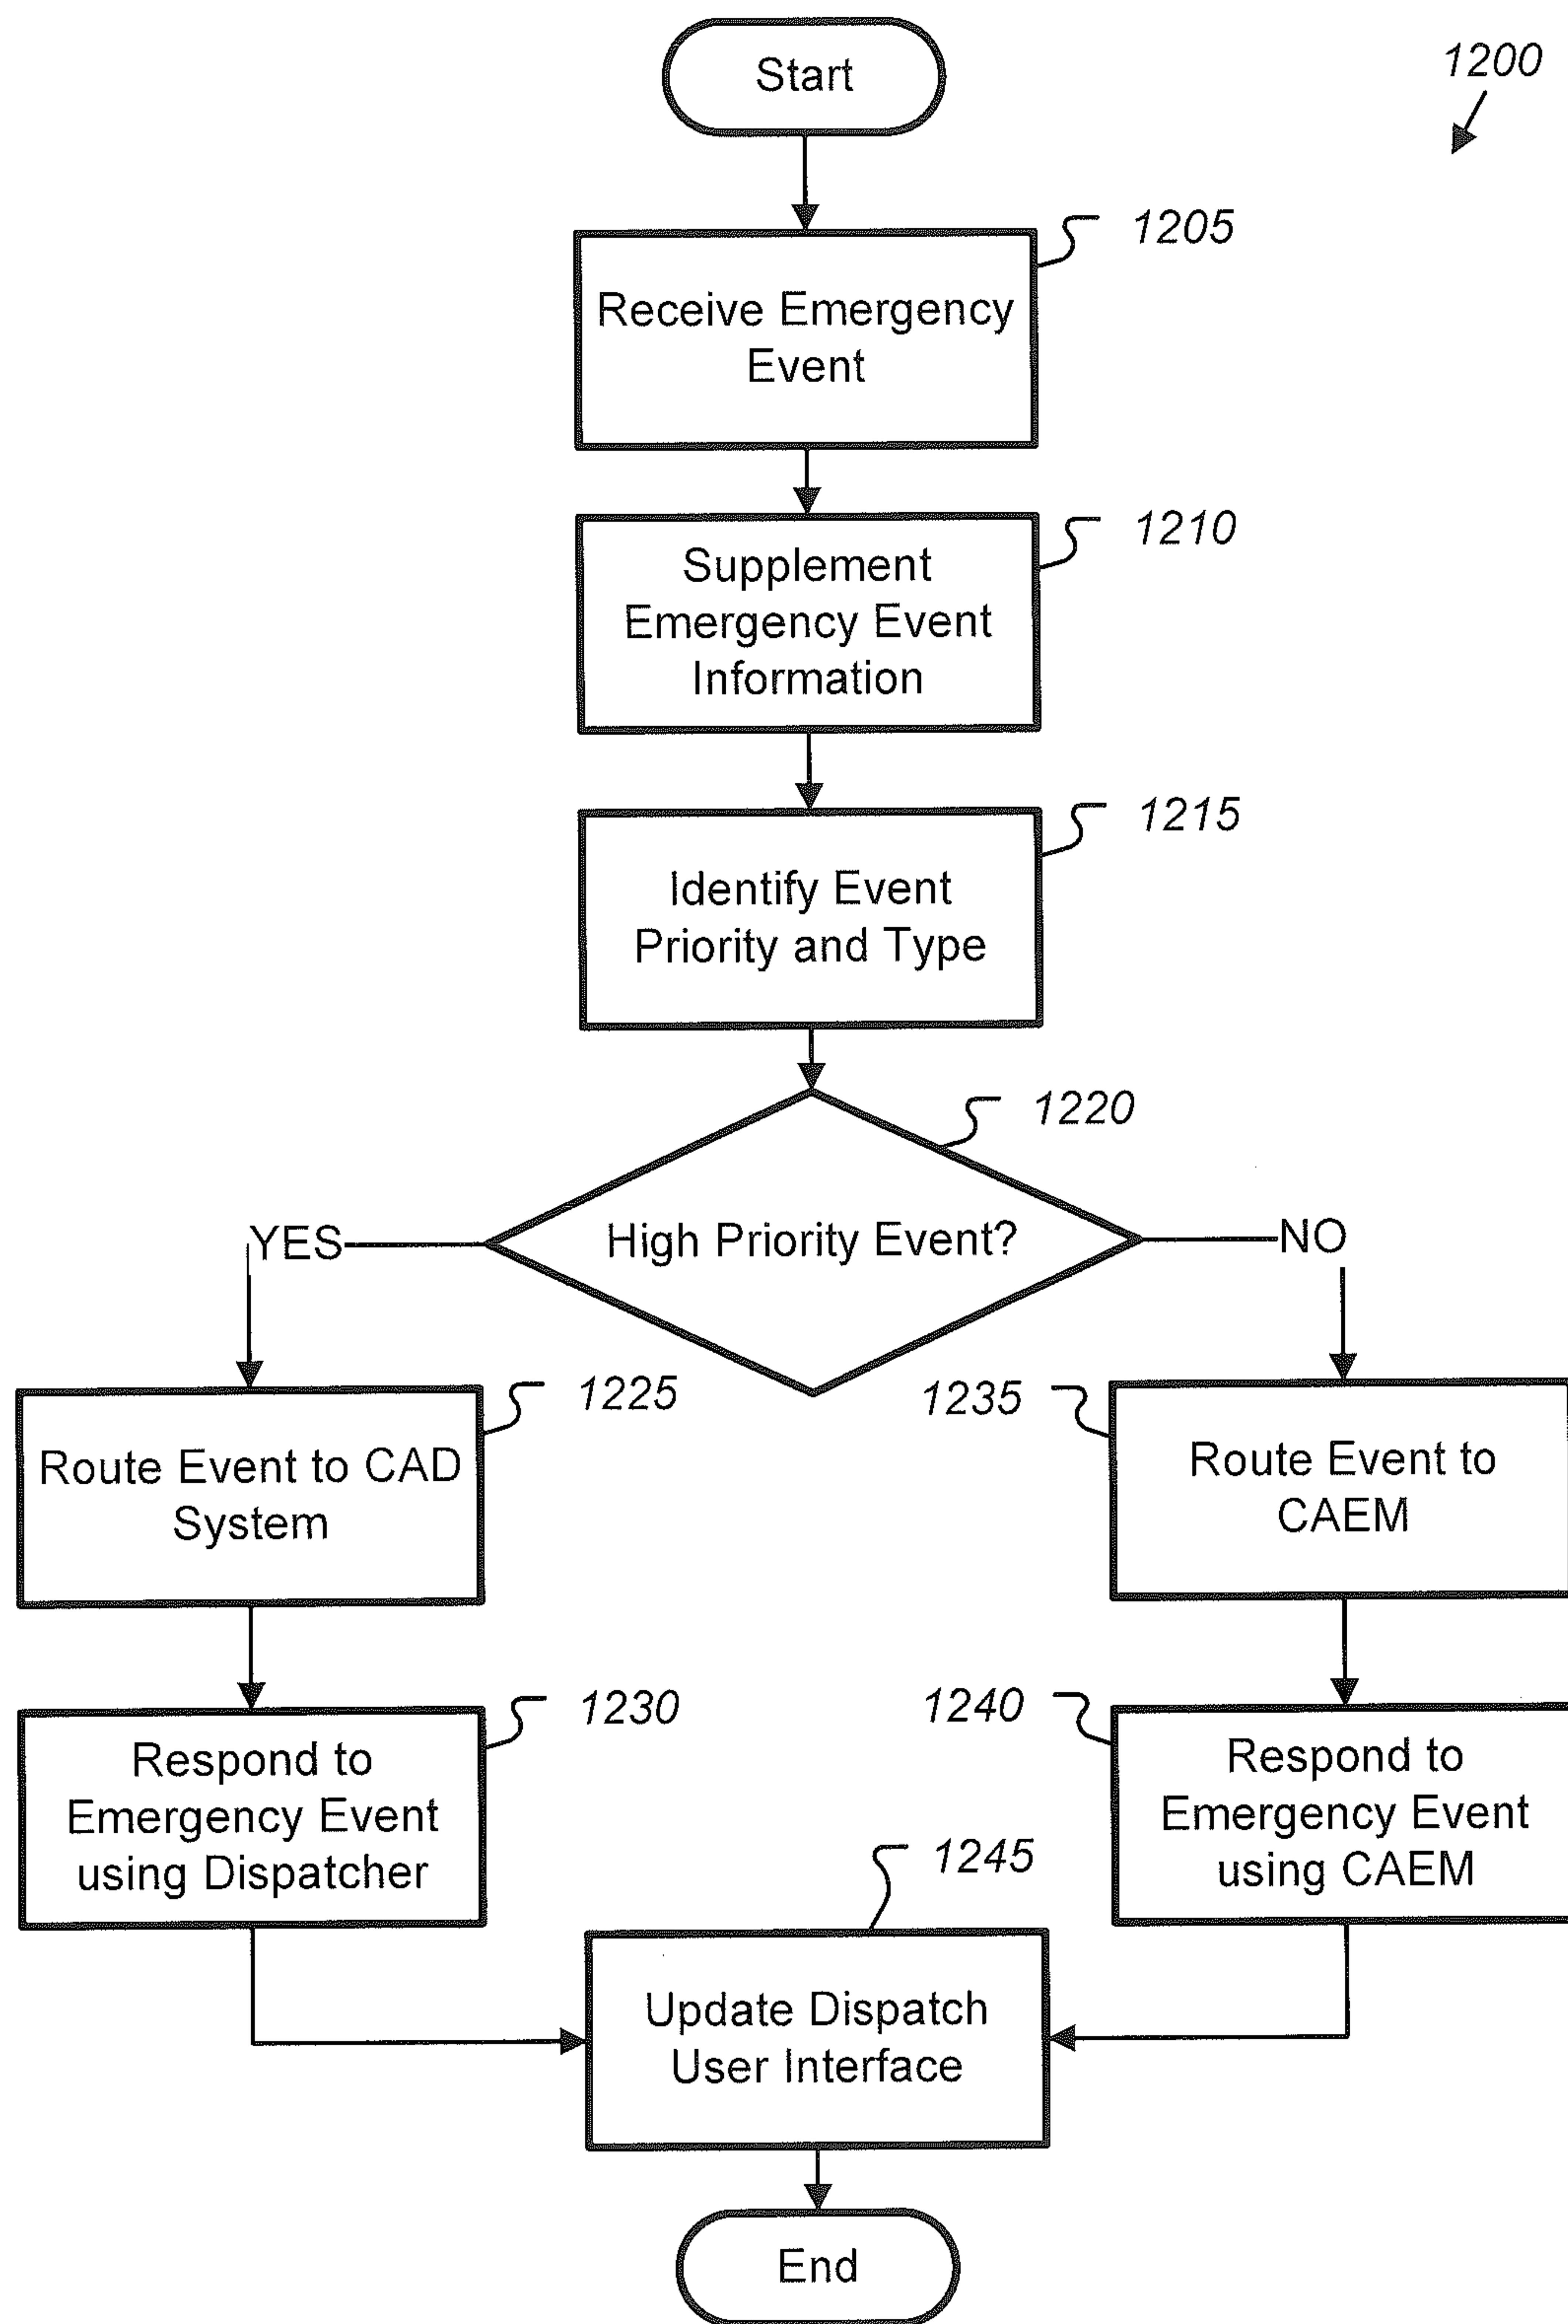 Start
1200
1205
Receive Emergency
Event
1210
Supplement
Emergency Event
Information
1215
Identify Event
Priority and Type
1220
High Priority Event?
YES
NO
1225
Route Event to CAD
System
1235
Route Event to
CAEM
1230
Respond to
Emergency Event
using Dispatcher
1240
Respond to
Emergency Event
using CAEM
1245
Update Dispatch
User Interface
End